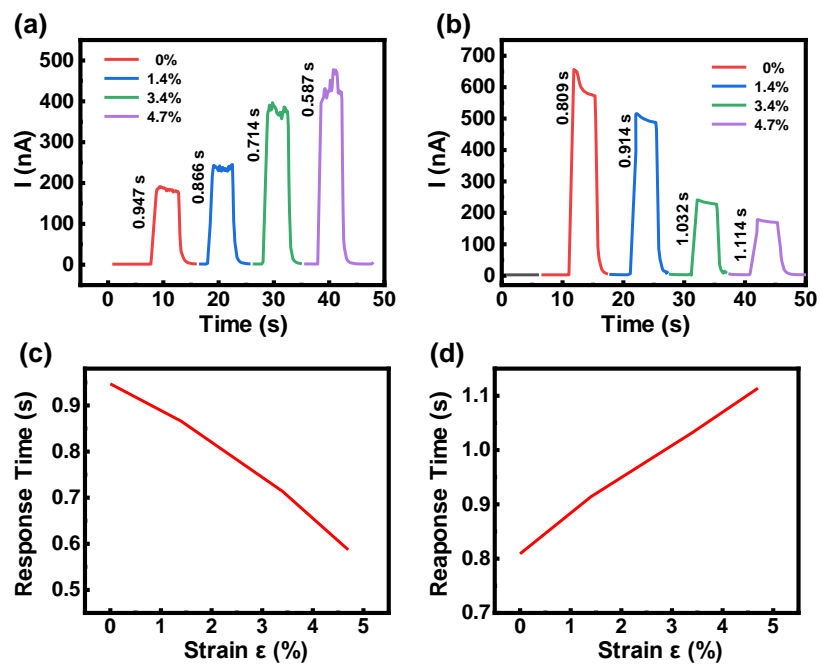 (a)
500
400
300
200
100
0
I (nA)
0%
1.4%
3.4%
4.7%
0.947 s
0.866 s
0.714 s
0.587 s
0 10 20 30 40 50
Time (s)
(b)
700
600
500
400
300
200
100
0
I (nA)
0%
1.4%
3.4%
4.7%
0.809 s
0.914 s
1.032 s
1.114 s
0 10 20 30 40 50
Time (s)
(c)
0.9
0.8
0.7
0.6
0.5
Response Time (s)
0 1 2 3 4 5
Strain ε (%)
(d)
1.1
1.0
0.9
0.8
0.7
Reaponse Time (s)
0 1 2 3 4 5
Strain ε (%)